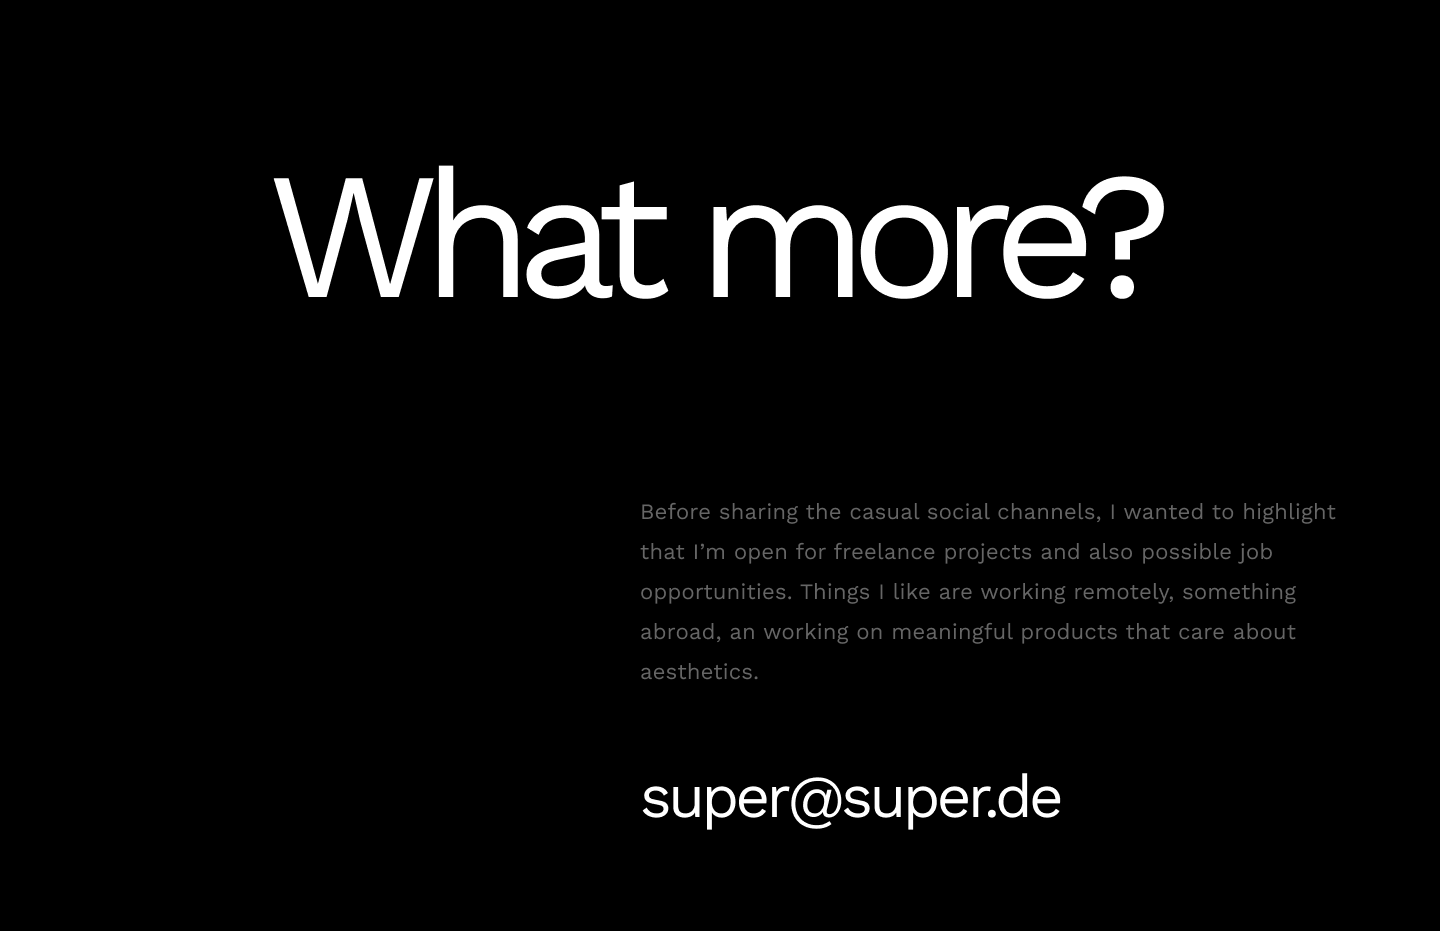 What more?
Before sharing the casual social channels, I wanted to highlight
that I’m open for freelance projects and also possible job
opportunities. Things I like are working remotely, something
abroad, an working on meaningful products that care about
aesthetics.
super@super.de